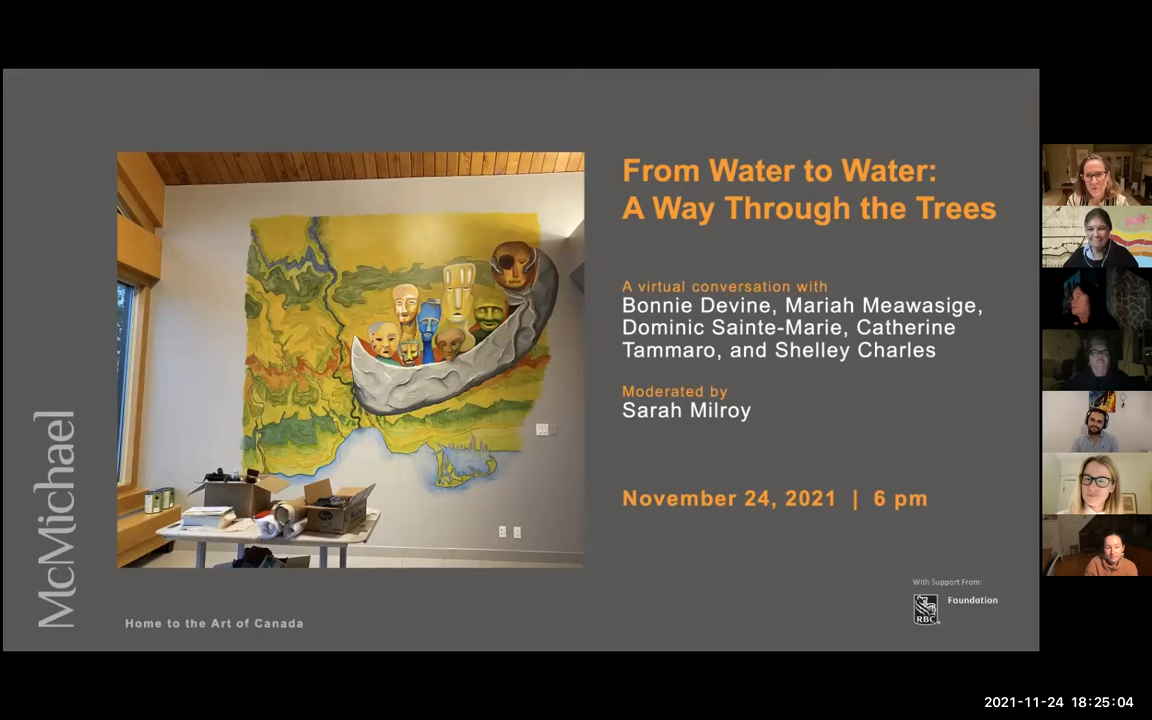 From Water to Water:
A Way Through the Trees
A virtual conversation with
Bonnie Devine, Mariah Meawasige,
Dominic Sainte-Marie, Catherine
Tammaro, and Shelley Charles
Moderated by
Sarah Milroy
November 24, 2021 | 6 pm
With Support From:
RBC
Foundation
McMichael
Home to the Art of Canada
2021-11-24 18:25:04